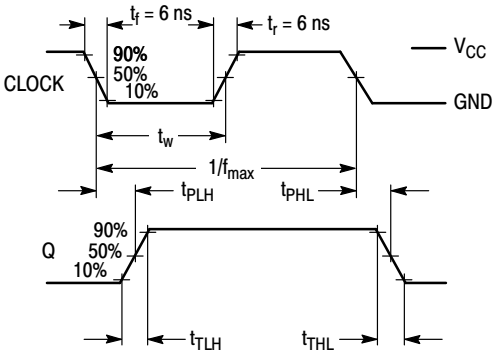 t_f = 6 ns
t_r = 6 ns
V_CC
CLOCK
90%
50%
10%
GND
t_w
1/f_max
t_PLH
t_PHL
Q
90%
50%
10%
t_TLH
t_THL